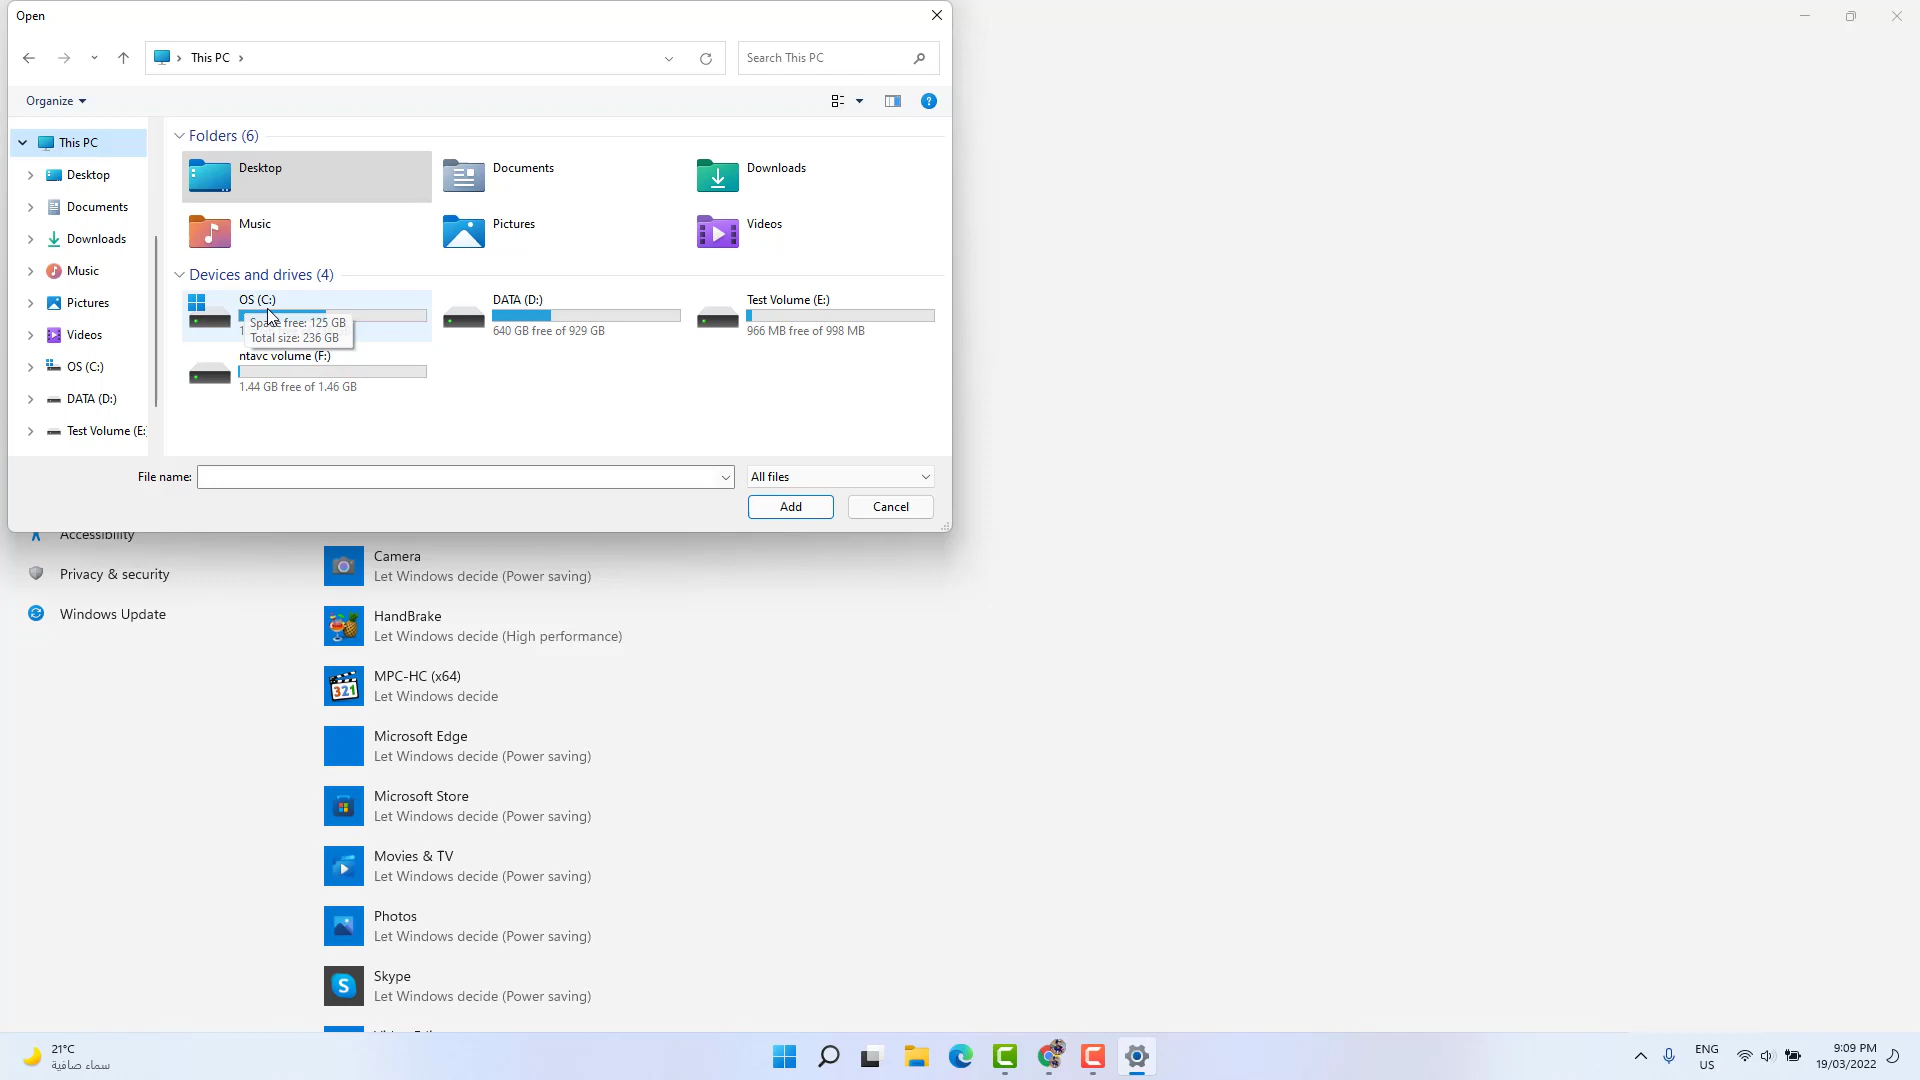 Open
This PC
Search This PC
Organize
This PC
Desktop
Documents
Downloads
Music
Pictures
Videos
OS (C:)
DATA (D:)
Test Volume (E:
Folders (6)
Desktop
Documents
Downloads
Music
Pictures
Videos
Devices and drives (4)
OS (C:)
Space free: 125 GB
Total size: 236 GB
DATA (D:)
640 GB free of 929 GB
Test Volume (E:)
966 MB free of 998 MB
ntavc volume (F:)
1.44 GB free of 1.46 GB
File name:
All files
Add
Cancel
Accessibility
Privacy & security
Windows Update
Camera
Let Windows decide (Power saving)
HandBrake
Let Windows decide (High performance)
MPC-HC (x64)
Let Windows decide
Microsoft Edge
Let Windows decide (Power saving)
Microsoft Store
Let Windows decide (Power saving)
Movies & TV
Let Windows decide (Power saving)
Photos
Let Windows decide (Power saving)
Skype
Let Windows decide (Power saving)
21°C
سماء صافية
ENG
US
9:09 PM
19/03/2022